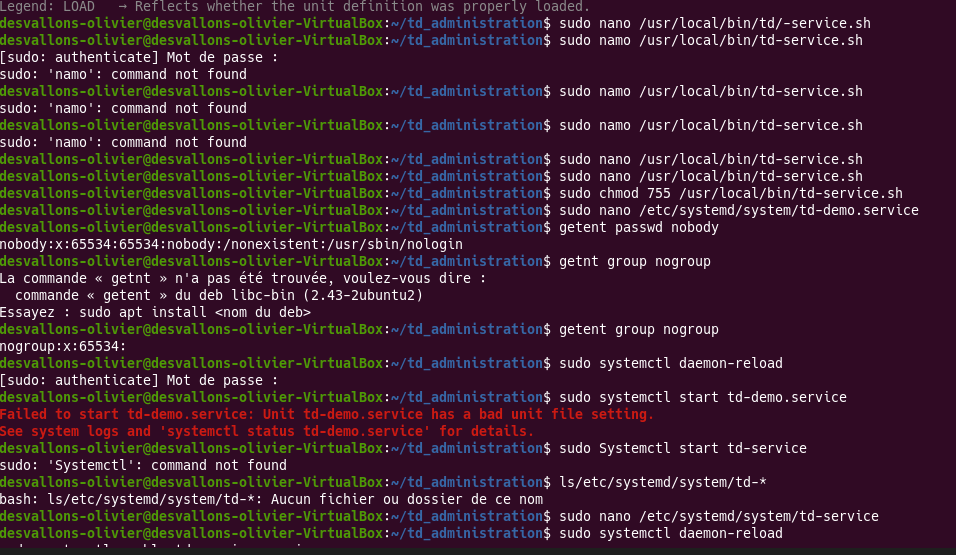 Legend: LOAD   → Reflects whether the unit definition was properly loaded.
desvallons-olivier@desvallons-olivier-VirtualBox:~/td_administration$ sudo nano /usr/local/bin/td/-service.sh
desvallons-olivier@desvallons-olivier-VirtualBox:~/td_administration$ sudo namo /usr/local/bin/td-service.sh
[sudo: authenticate] Mot de passe :
sudo: 'namo': command not found
desvallons-olivier@desvallons-olivier-VirtualBox:~/td_administration$ sudo namo /usr/local/bin/td-service.sh
sudo: 'namo': command not found
desvallons-olivier@desvallons-olivier-VirtualBox:~/td_administration$ sudo namo /usr/local/bin/td-service.sh
sudo: 'namo': command not found
desvallons-olivier@desvallons-olivier-VirtualBox:~/td_administration$ sudo nano /usr/local/bin/td-service.sh
desvallons-olivier@desvallons-olivier-VirtualBox:~/td_administration$ sudo nano /usr/local/bin/td-service.sh
desvallons-olivier@desvallons-olivier-VirtualBox:~/td_administration$ sudo chmod 755 /usr/local/bin/td-service.sh
desvallons-olivier@desvallons-olivier-VirtualBox:~/td_administration$ sudo nano /etc/systemd/system/td-demo.service
desvallons-olivier@desvallons-olivier-VirtualBox:~/td_administration$ getent passwd nobody
nobody:x:65534:65534:nobody:/nonexistent:/usr/sbin/nologin
desvallons-olivier@desvallons-olivier-VirtualBox:~/td_administration$ getnt group nogroup
La commande « getnt » n'a pas été trouvée, voulez-vous dire :
  commande « getent » du deb libc-bin (2.43-2ubuntu2)
Essayez : sudo apt install <nom du deb>
desvallons-olivier@desvallons-olivier-VirtualBox:~/td_administration$ getent group nogroup
nogroup:x:65534:
desvallons-olivier@desvallons-olivier-VirtualBox:~/td_administration$ sudo systemctl daemon-reload
[sudo: authenticate] Mot de passe :
desvallons-olivier@desvallons-olivier-VirtualBox:~/td_administration$ sudo systemctl start td-demo.service
Failed to start td-demo.service: Unit td-demo.service has a bad unit file setting.
See system logs and 'systemctl status td-demo.service' for details.
desvallons-olivier@desvallons-olivier-VirtualBox:~/td_administration$ sudo Systemctl start td-service
sudo: 'Systemctl': command not found
desvallons-olivier@desvallons-olivier-VirtualBox:~/td_administration$ ls/etc/systemd/system/td-*
bash: ls/etc/systemd/system/td-*: Aucun fichier ou dossier de ce nom
desvallons-olivier@desvallons-olivier-VirtualBox:~/td_administration$ sudo nano /etc/systemd/system/td-service
desvallons-olivier@desvallons-olivier-VirtualBox:~/td_administration$ sudo systemctl daemon-reload